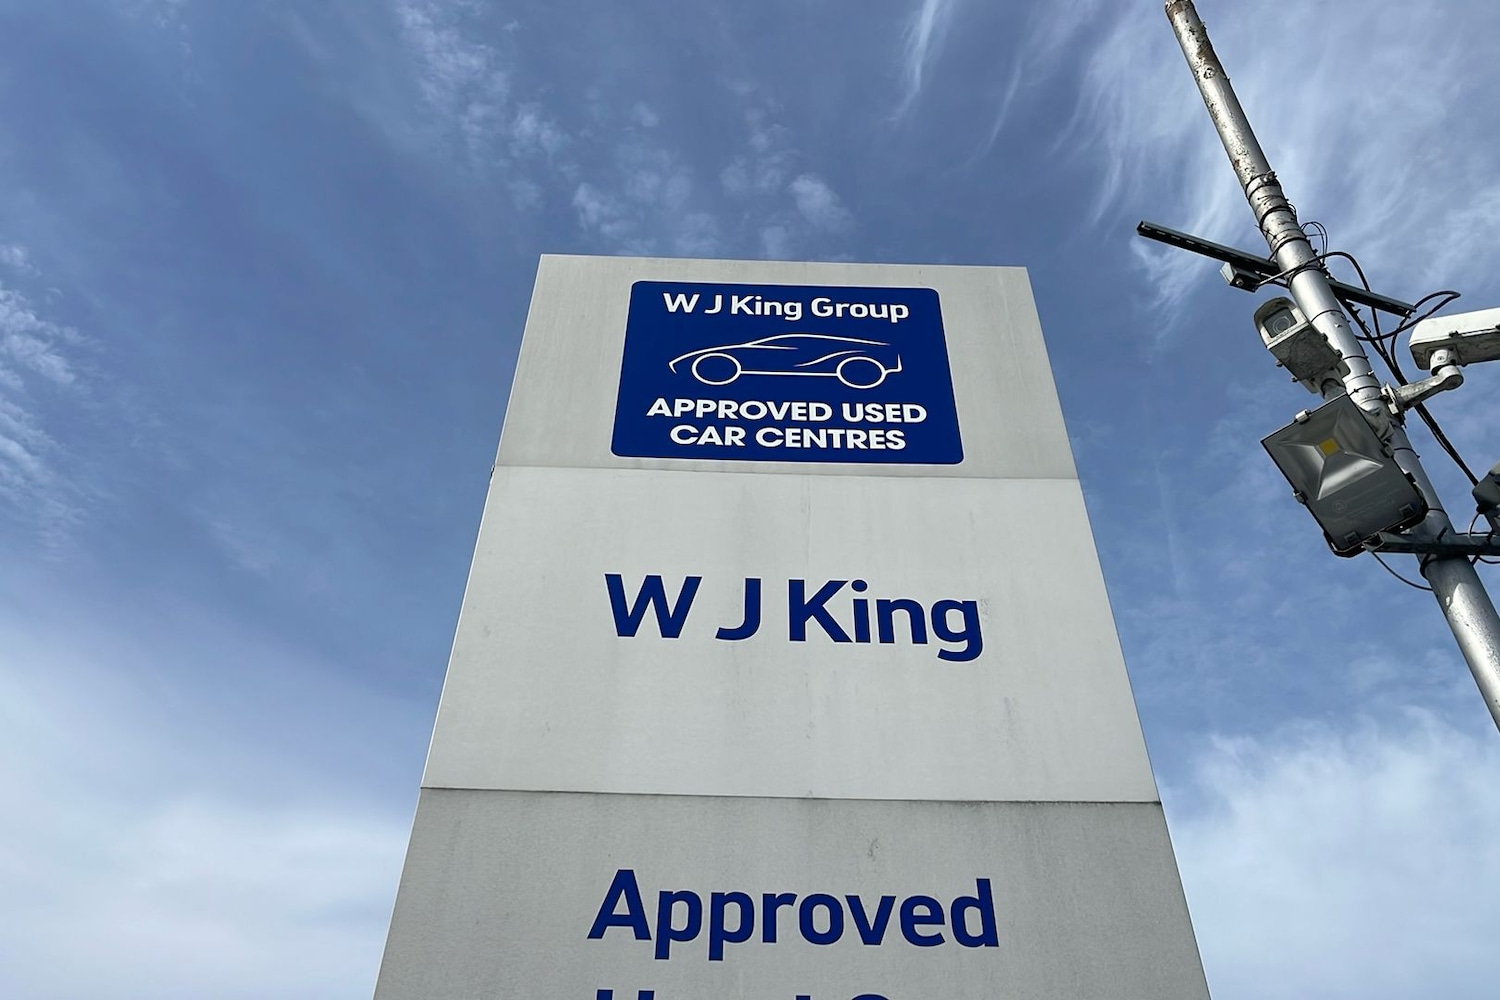 W J King Group
APPROVED USED
CAR CENTRES
W J King
Approved